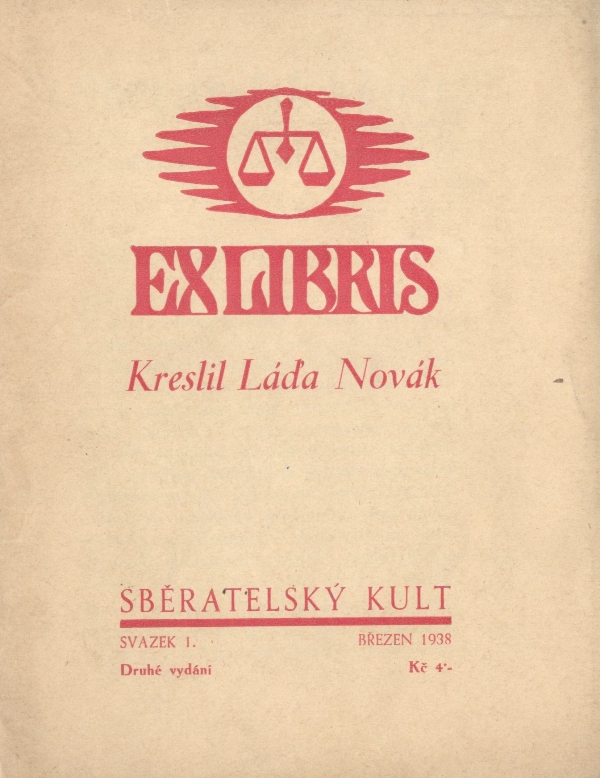 EX LIBRIS
Kreslil Láďa Novák
SBĚRATELSKÝ KULT
SVAZEK 1. BŘEZEN 1938
Druhé vydání Kč 4·-